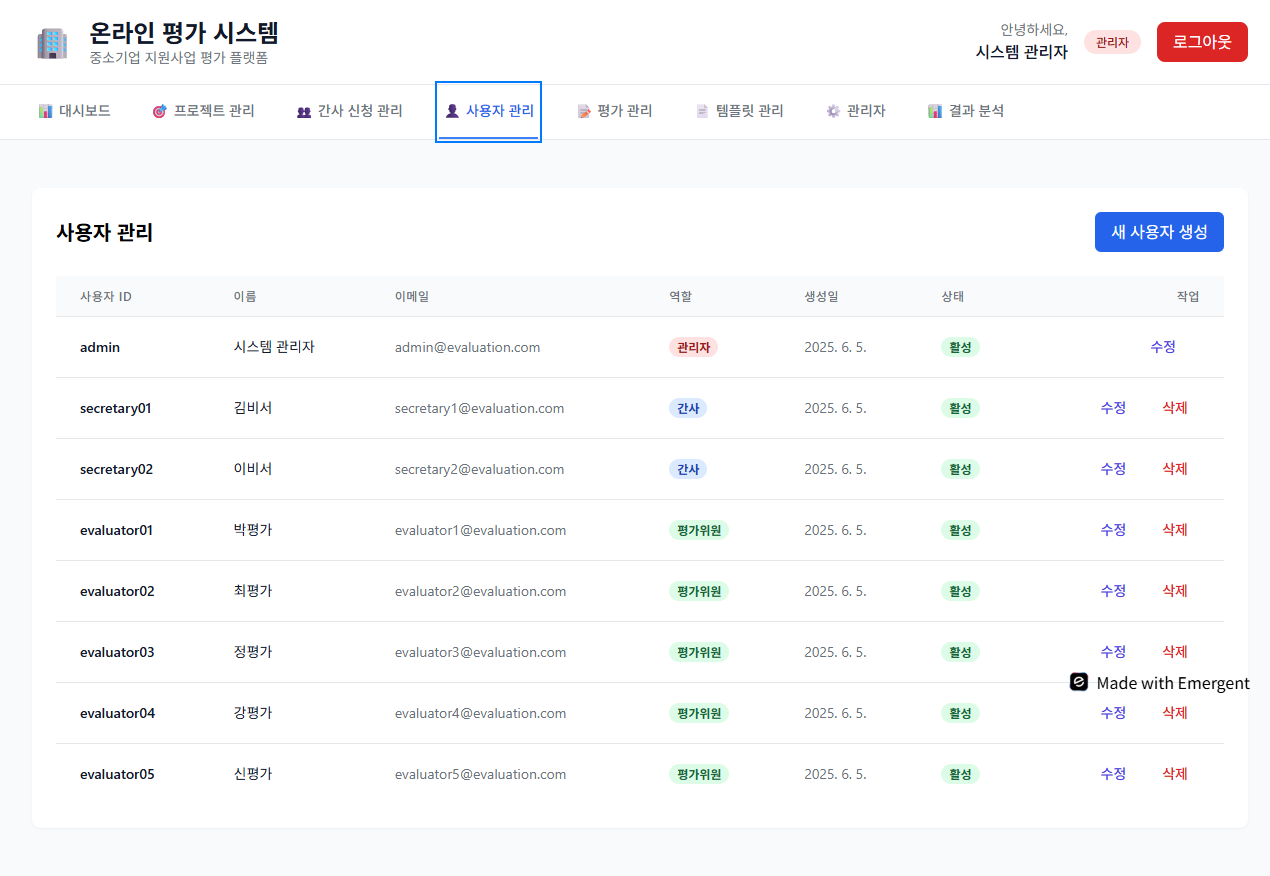 온라인 평가 시스템
중소기업 지원사업 평가 플랫폼
안녕하세요,
시스템 관리자
관리자
로그아웃
대시보드 프로젝트 관리 간사 신청 관리 사용자 관리 평가 관리 템플릿 관리 관리자 결과 분석
사용자 관리
새 사용자 생성
사용자 ID 이름 이메일 역할 생성일 상태 작업
admin 시스템 관리자 admin@evaluation.com 관리자 2025. 6. 5. 활성 수정
secretary01 김비서 secretary1@evaluation.com 간사 2025. 6. 5. 활성 수정 삭제
secretary02 이비서 secretary2@evaluation.com 간사 2025. 6. 5. 활성 수정 삭제
evaluator01 박평가 evaluator1@evaluation.com 평가위원 2025. 6. 5. 활성 수정 삭제
evaluator02 최평가 evaluator2@evaluation.com 평가위원 2025. 6. 5. 활성 수정 삭제
evaluator03 정평가 evaluator3@evaluation.com 평가위원 2025. 6. 5. 활성 수정 삭제
Made with Emergent
evaluator04 강평가 evaluator4@evaluation.com 평가위원 2025. 6. 5. 활성 수정 삭제
evaluator05 신평가 evaluator5@evaluation.com 평가위원 2025. 6. 5. 활성 수정 삭제